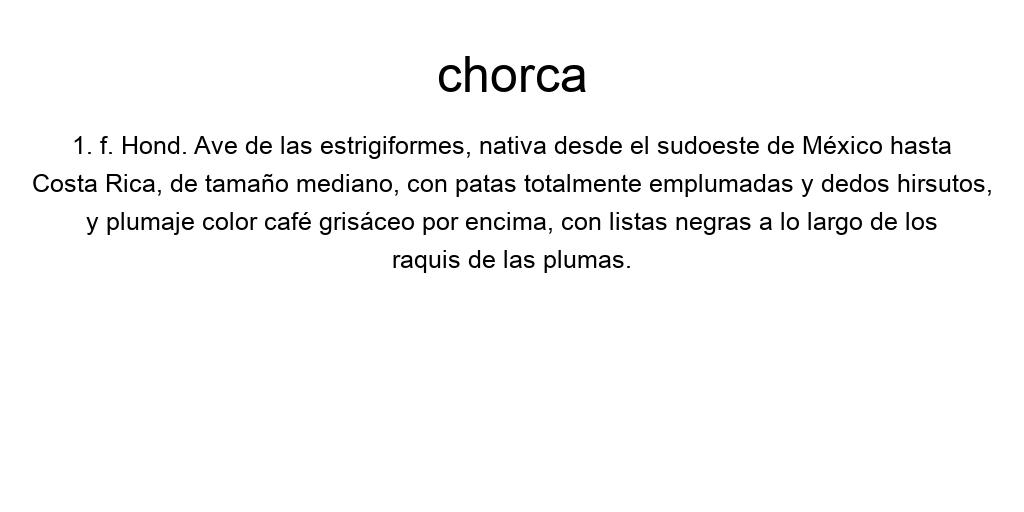 chorca
1. f. Hond. Ave de las estrigiformes, nativa desde el sudoeste de México hasta
Costa Rica, de tamaño mediano, con patas totalmente emplumadas y dedos hirsutos,
y plumaje color café grisáceo por encima, con listas negras a lo largo de los
raquis de las plumas.